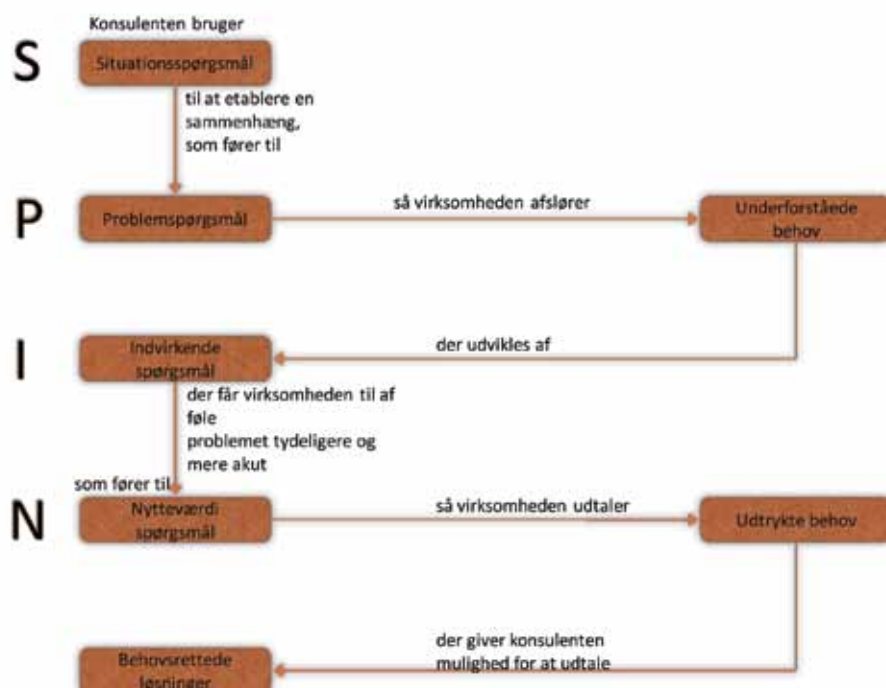 Konsulenten bruger
S
Situationsspørgsmål
til at etablere en
sammenhæng,
som fører til
P
Problemspørgsmål
så virksomheden afslører
Underforståede
behov
I
Indvirkende
spørgsmål
der udvikles af
der får virksomheden til af
føle
problemet tydeligere og
mere akut
som fører til
N
Nytteværdi
spørgsmål
så virksomheden udtaler
Udtrykte behov
der giver konsulenten
mulighed for at udtale
Behovsrettede
løsninger